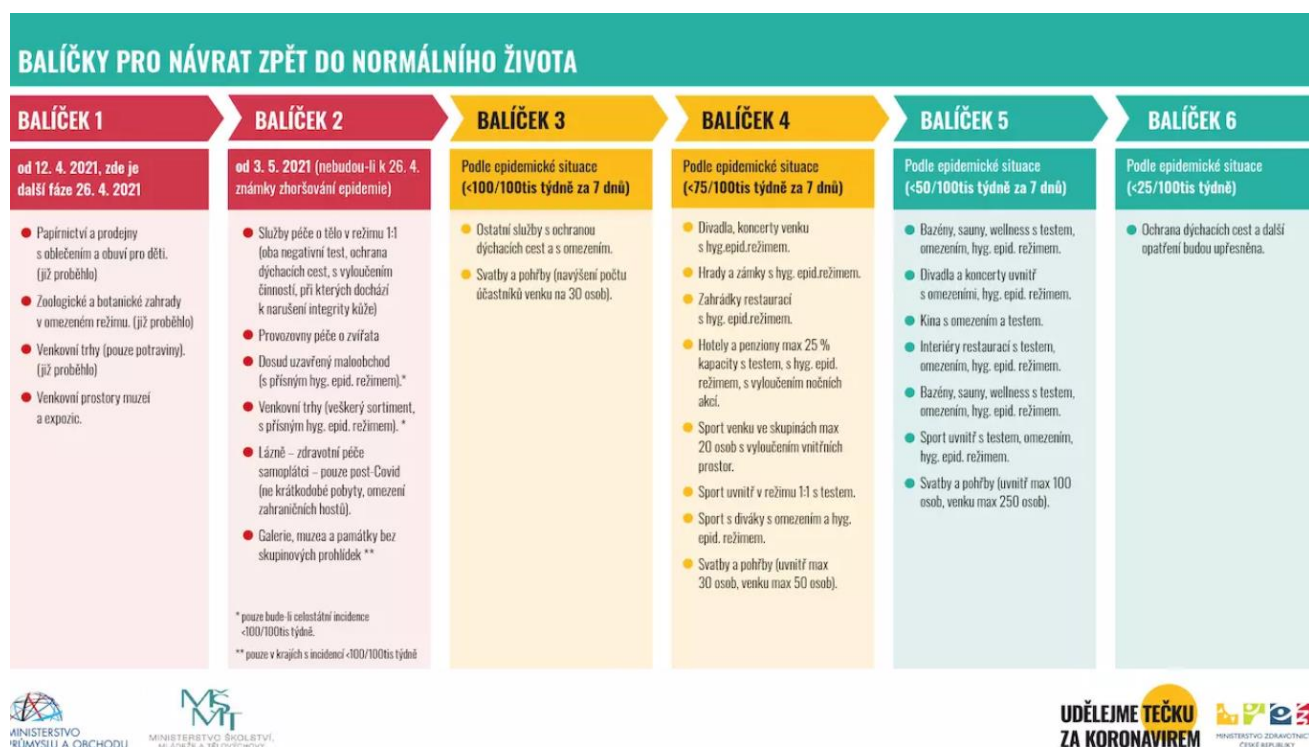 BALÍČKY PRO NÁVRAT ZPĚT DO NORMÁLNÍHO ŽIVOTA
BALÍČEK 1
od 12. 4. 2021, zde je
další fáze 26. 4. 2021
Papírnictví a prodejny
s oblečením a obuví pro děti.
(již proběhlo)
Zoologické a botanické zahrady
v omezeném režimu. (již proběhlo)
Venkovní trhy (pouze potraviny).
(již proběhlo)
Venkovní prostory muzeí
a expozic.
BALÍČEK 2
od 3. 5. 2021 (nebudou-li k 26. 4.
známky zhoršování epidemie)
Služby péče o tělo v režimu 1:1
(oba negativní test, ochrana
dýchacích cest, s vyloučením
činností, při kterých dochází
k narušení integrity kůže)
Provozovny péče o zvířata
Dosud uzavřený maloobchod
(s přísným hyg. epid. režimem).*
Venkovní trhy (veškerý sortiment,
s přísným hyg. epid. režimem). *
Lázně – zdravotní péče
samoplátci – pouze post-Covid
(ne krátkodobé pobyty, omezení
zahraničních hostů).
Galerie, muzea a památky bez
skupinových prohlídek **
* pouze bude-li celostátní incidence
<100/100tis týdně.
** pouze v krajích s incidencí <100/100tis týdně
BALÍČEK 3
Podle epidemické situace
(<100/100tis týdně za 7 dnů)
Ostatní služby s ochranou
dýchacích cest a s omezením.
Svatby a pohřby (navýšení počtu
účastníků venku na 30 osob).
BALÍČEK 4
Podle epidemické situace
(<75/100tis týdně za 7 dnů)
Divadla, koncerty venku
s hyg.epid.režimem.
Hrady a zámky s hyg. epid.režimem.
Zahrádky restaurací
s hyg. epid.režimem.
Hotely a penziony max 25 %
kapacity s testem, s hyg. epid.
režimem, s vyloučením nočních
akcí.
Sport venku ve skupinách max
20 osob s vyloučením vnitřních
prostor.
Sport uvnitř v režimu 1:1 s testem.
Sport s diváky s omezením a hyg.
epid. režimem.
Svatby a pohřby (uvnitř max
30 osob, venku max 50 osob).
BALÍČEK 5
Podle epidemické situace
(<50/100tis týdně za 7 dnů)
Bazény, sauny, wellness s testem,
omezením, hyg. epid. režimem.
Divadla a koncerty uvnitř
s omezeními, hyg. epid. režimem.
Kina s omezením a testem.
Interiéry restaurací s testem,
omezením, hyg. epid. režimem.
Bazény, sauny, wellness s testem,
omezením, hyg. epid. režimem.
Sport uvnitř s testem, omezením,
hyg. epid. režimem.
Svatby a pohřby (uvnitř max 100
osob, venku max 250 osob).
BALÍČEK 6
Podle epidemické situace
(<25/100tis týdně)
Ochrana dýchacích cest a další
opatření budou upřesněna.
MINISTERSTVO
PRŮMYSLU A OBCHODU
MŠ
MT
MINISTERSTVO ŠKOLSTVÍ,
MLÁDEŽE A TĚLOVÝCHOVY
UDĚLEJME TEČKU
ZA KORONAVIREM
MINISTERSTVO ZDRAVOTNICTVÍ
ČESKÉ REPUBLIKY